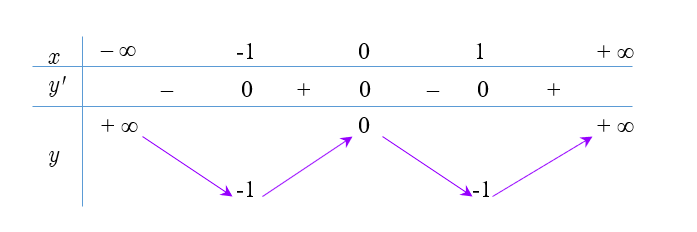 x − ∞ -1 0 1 + ∞
y' − 0 + 0 − 0 +
+ ∞ 0 + ∞
y
-1 -1